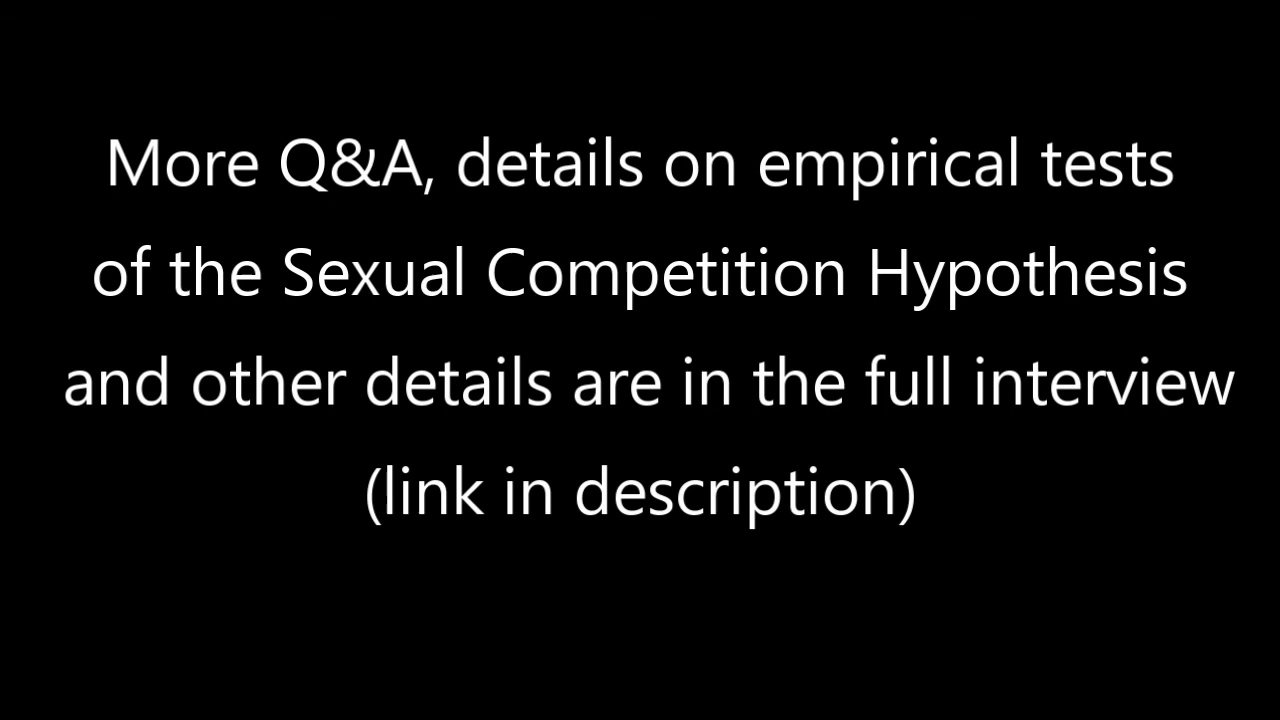 More Q&A, details on empirical tests
of the Sexual Competition Hypothesis
and other details are in the full interview
(link in description)